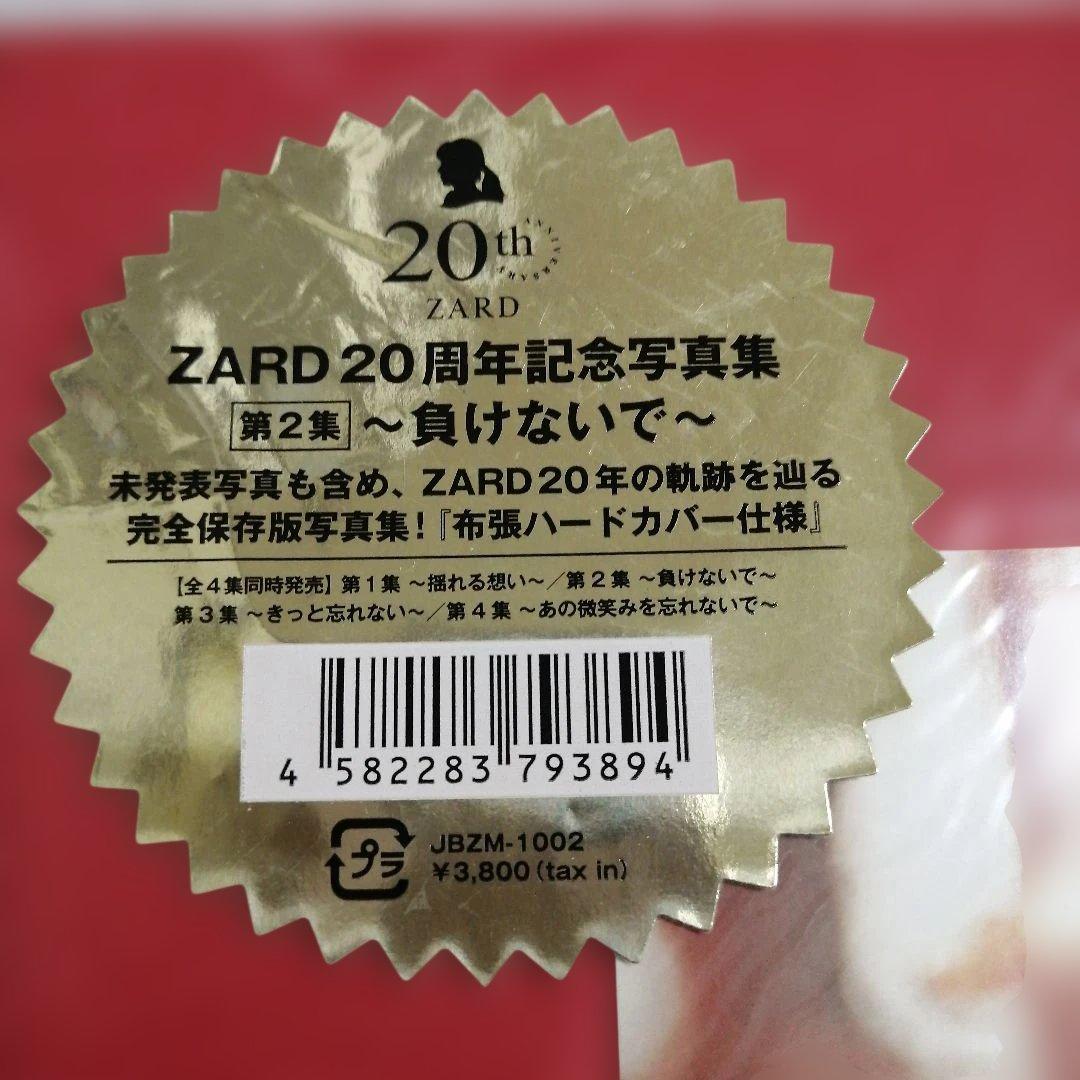 20th
ANNIVERSARY
ZARD
ZARD 20周年記念写真集
第2集 ～負けないで～
未発表写真も含め、ZARD20年の軌跡を辿る
完全保存版写真集!『布張ハードカバー仕様』
【全4集同時発売】第1集 ～揺れる想い～／第2集 ～負けないで～
第3集 ～きっと忘れない～／第4集 ～あの微笑みを忘れないで～
4 582283 793894
プラ
JBZM-1002
¥3,800(tax in)